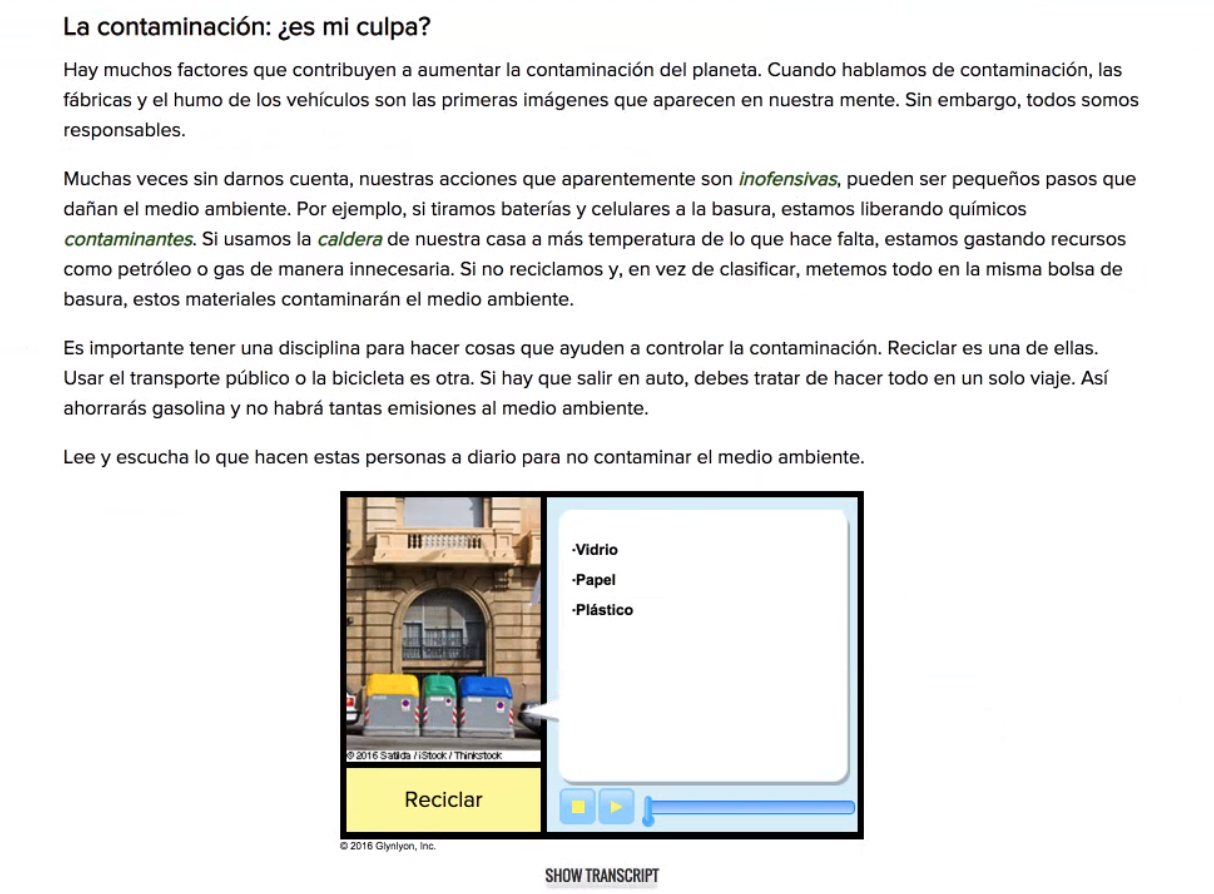 La contaminación: ¿es mi culpa?
Hay muchos factores que contribuyen a aumentar la contaminación del planeta. Cuando hablamos de contaminación, las
fábricas y el humo de los vehículos son las primeras imágenes que aparecen en nuestra mente. Sin embargo, todos somos
responsables.
Muchas veces sin darnos cuenta, nuestras acciones que aparentemente son inofensivas, pueden ser pequeños pasos que
dañan el medio ambiente. Por ejemplo, si tiramos baterías y celulares a la basura, estamos liberando químicos
contaminantes. Si usamos la caldera de nuestra casa a más temperatura de lo que hace falta, estamos gastando recursos
como petróleo o gas de manera innecesaria. Si no reciclamos y, en vez de clasificar, metemos todo en la misma bolsa de
basura, estos materiales contaminarán el medio ambiente.
Es importante tener una disciplina para hacer cosas que ayuden a controlar la contaminación. Reciclar es una de ellas.
Usar el transporte público o la bicicleta es otra. Si hay que salir en auto, debes tratar de hacer todo en un solo viaje. Así
ahorrarás gasolina y no habrá tantas emisiones al medio ambiente.
Lee y escucha lo que hacen estas personas a diario para no contaminar el medio ambiente.
·Vidrio
·Papel
·Plástico
© 2016 Satilda / iStock / Thinkstock
Reciclar
© 2016 Glynlyon, Inc.
SHOW TRANSCRIPT